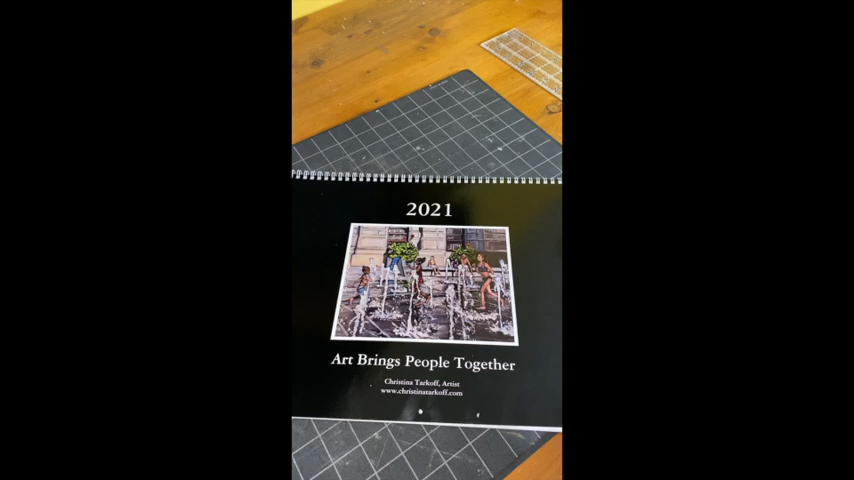 2021
Art Brings People Together
Christina Tarkoff, Artist
www.christinatarkoff.com